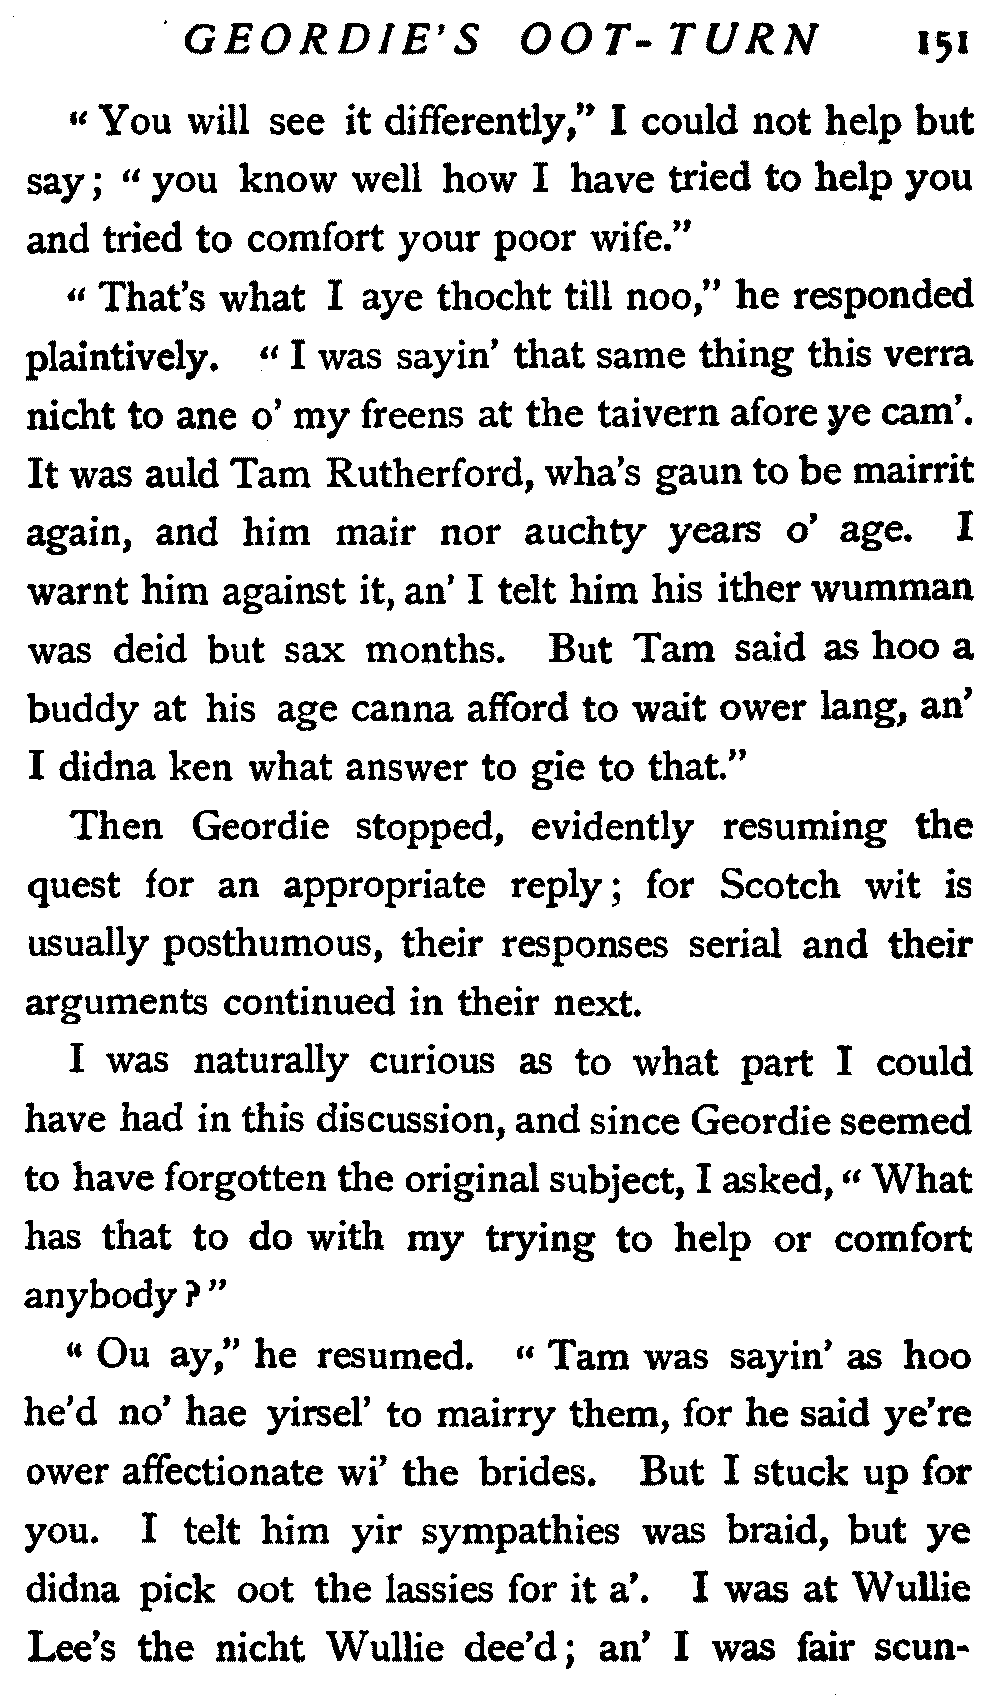 GEORDIE'S OOT-TURN 151
"You will see it differently," I could not help but
say; "you know well how I have tried to help you
and tried to comfort your poor wife."
"That's what I aye thocht till noo," he responded
plaintively. "I was sayin' that same thing this verra
nicht to ane o' my freens at the taivern afore ye cam'.
It was auld Tam Rutherford, wha's gaun to be mairrit
again, and him mair nor auchty years o' age. I
warnt him against it, an' I telt him his ither wumman
was deid but sax months. But Tam said as hoo a
buddy at his age canna afford to wait ower lang, an'
I didna ken what answer to gie to that."
Then Geordie stopped, evidently resuming the
quest for an appropriate reply; for Scotch wit is
usually posthumous, their responses serial and their
arguments continued in their next.
I was naturally curious as to what part I could
have had in this discussion, and since Geordie seemed
to have forgotten the original subject, I asked, "What
has that to do with my trying to help or comfort
anybody?"
"Ou ay," he resumed. "Tam was sayin' as hoo
he'd no' hae yirsel' to mairry them, for he said ye're
ower affectionate wi' the brides. But I stuck up for
you. I telt him yir sympathies was braid, but ye
didna pick oot the lassies for it a'. I was at Wullie
Lee's the nicht Wullie dee'd; an' I was fair scun-